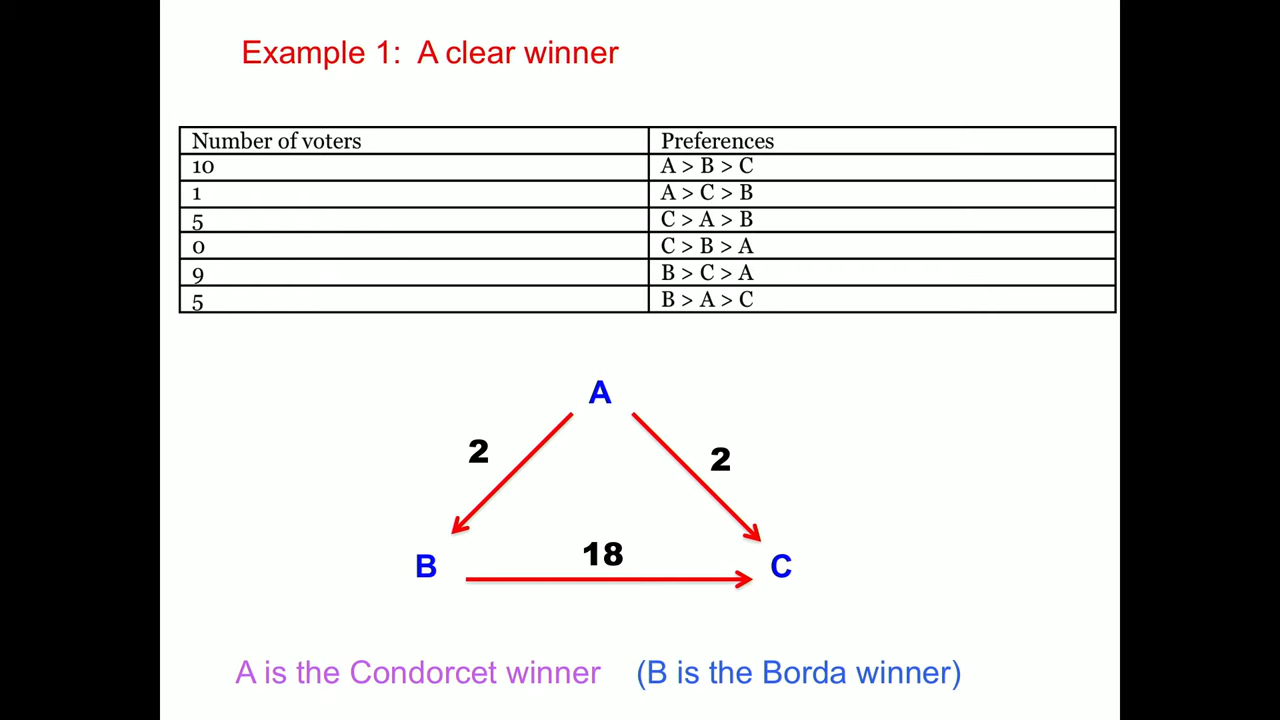 Example 1:  A clear winner
Number of voters Preferences
10 A > B > C
1 A > C > B
5 C > A > B
0 C > B > A
9 B > C > A
5 B > A > C
A
2 2
18
B C
A is the Condorcet winner (B is the Borda winner)